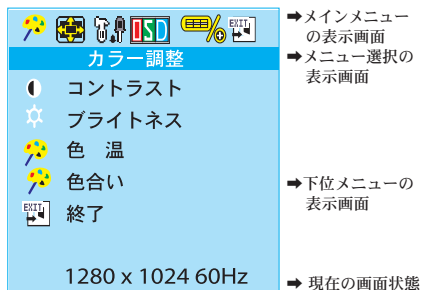 EXIT
➡メインメニュー
の表示画面
カラー調整
➡メニュー選択の
表示画面
コントラスト
ブライトネス
色 温
色合い
➡下位メニューの
表示画面
EXIT
終了
1280 x 1024 60Hz
➡ 現在の画面状態